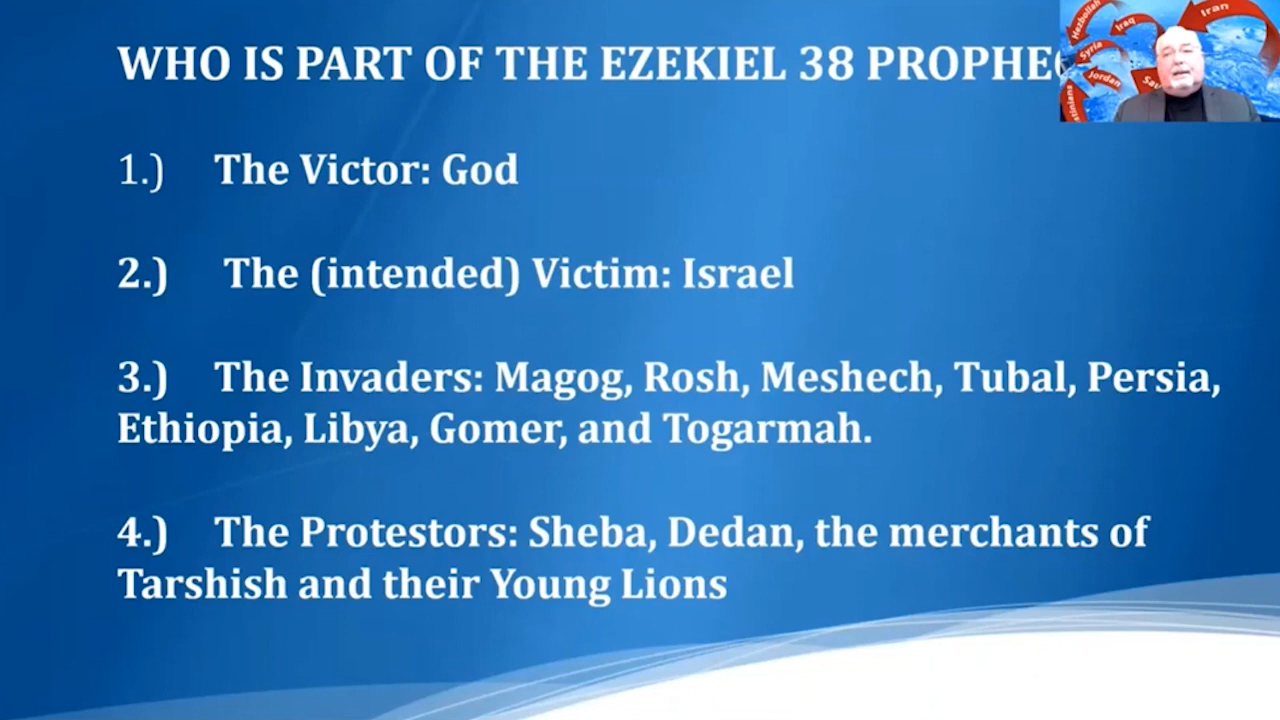 WHO IS PART OF THE EZEKIEL 38
1.) The Victor: God
2.) The (intended) Victim: Israel
3.) The Invaders: Magog, Rosh, Meshech, Tubal, Persia,
Ethiopia, Libya, Gomer, and Togarmah.
4.) The Protestors: Sheba, Dedan, the merchants of
Tarshish and their Young Lions
Hezbollah
Iraq
Iran
Syria
Jordan